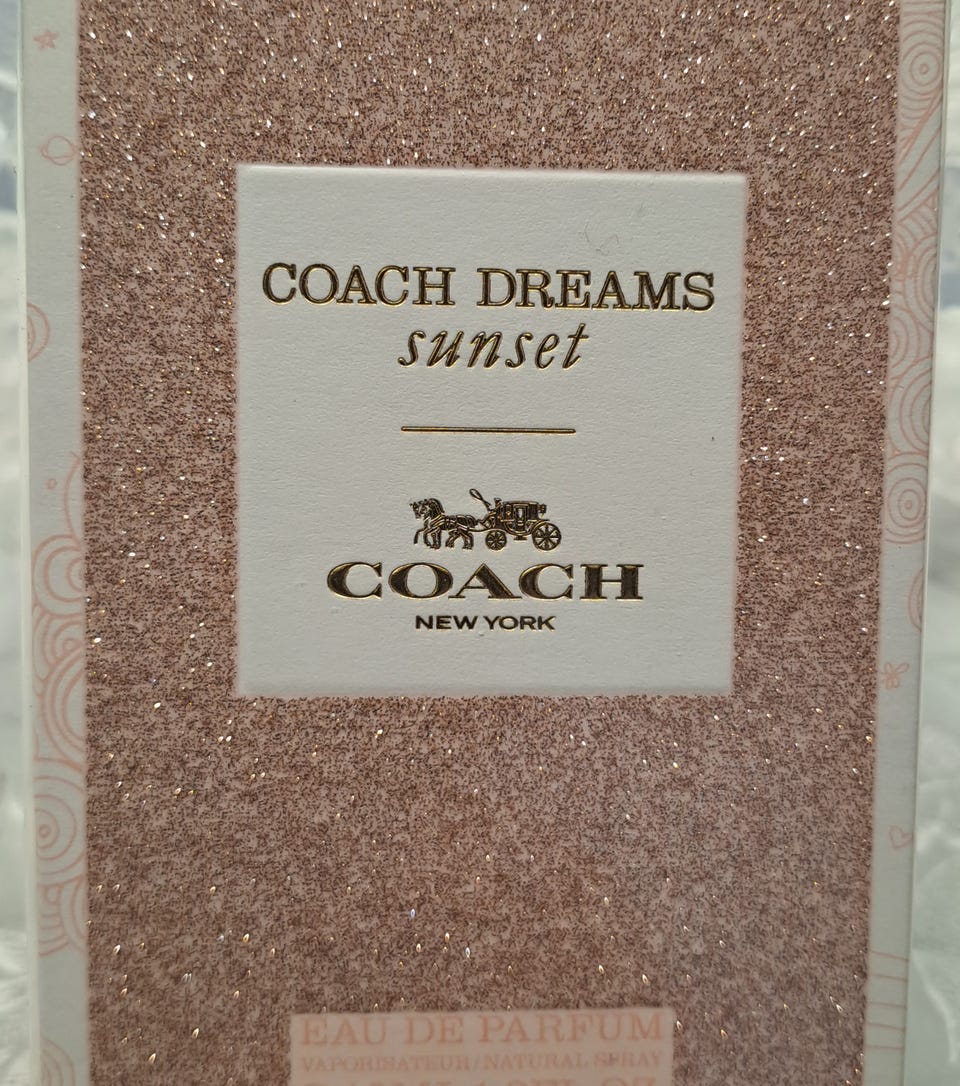 COACH DREAMS
sunset
COACH
NEW YORK
EAU DE PARFUM
VAPORISATEUR/NATURAL SPRAY